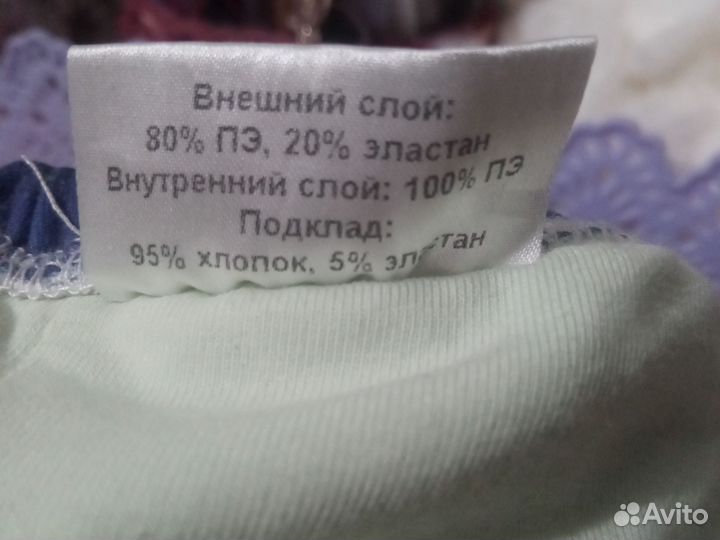 Внешний слой:
80% ПЭ, 20% эластан
Внутренний слой: 100% ПЭ
Подклад:
95% хлопок, 5% эластан
Avito